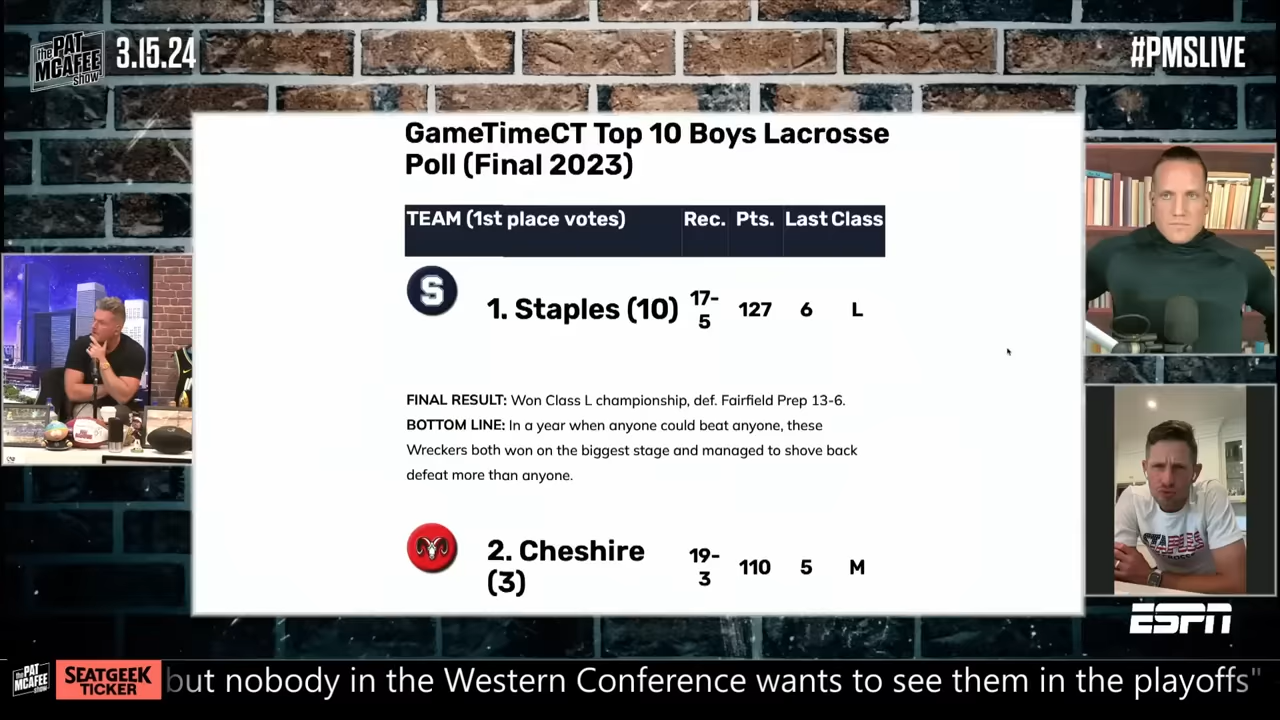 the
PAT
MCAFEE
show
3.15.24
#PMSLIVE
GameTimeCT Top 10 Boys Lacrosse
Poll (Final 2023)
TEAM (1st place votes) Rec. Pts. Last Class
S
1. Staples (10) 17-5 127 6 L
FINAL RESULT: Won Class L championship, def. Fairfield Prep 13-6.
BOTTOM LINE: In a year when anyone could beat anyone, these
Wreckers both won on the biggest stage and managed to shove back
defeat more than anyone.
2. Cheshire
(3) 19-3 110 5 M
STAPLES
ESPN
the
PAT
MCAFEE
show
SEATGEEK
TICKER
but nobody in the Western Conference wants to see them in the playoffs"